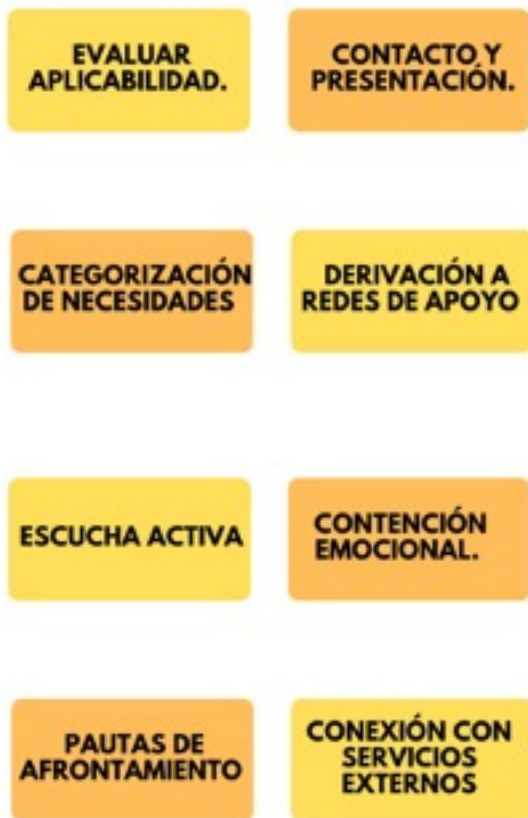 EVALUAR
APLICABILIDAD.
CONTACTO Y
PRESENTACIÓN.
CATEGORIZACIÓN
DE NECESIDADES
DERIVACIÓN A
REDES DE APOYO
ESCUCHA ACTIVA
CONTENCIÓN
EMOCIONAL.
PAUTAS DE
AFRONTAMIENTO
CONEXIÓN CON
SERVICIOS
EXTERNOS